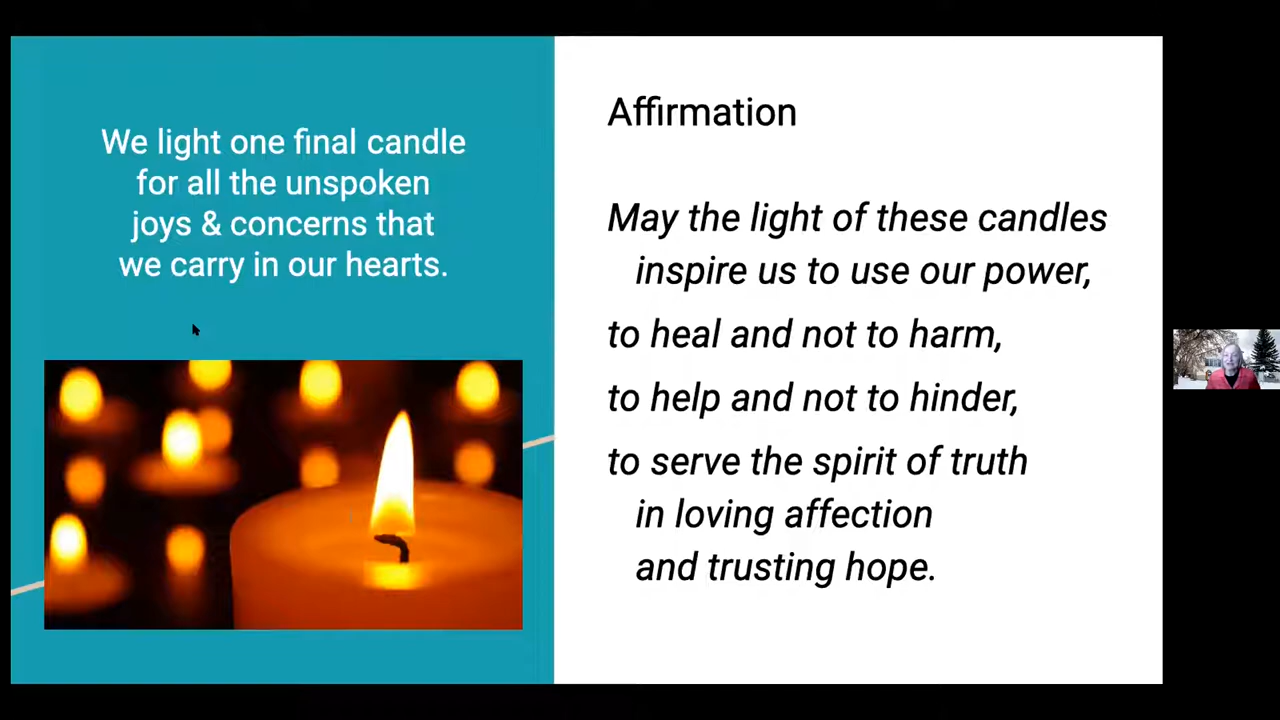 We light one final candle
for all the unspoken
joys & concerns that
we carry in our hearts.
Affirmation
May the light of these candles
inspire us to use our power,
to heal and not to harm,
to help and not to hinder,
to serve the spirit of truth
in loving affection
and trusting hope.